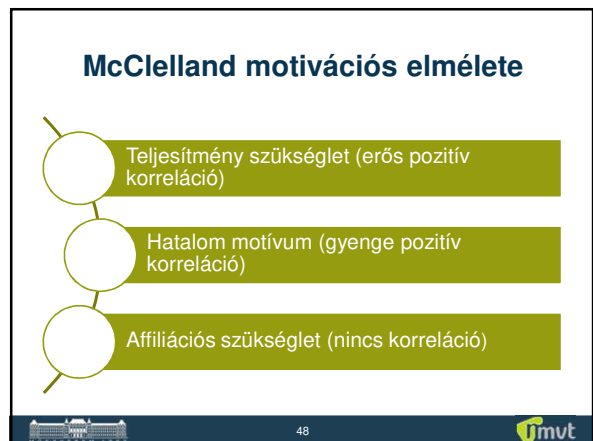 McClelland motivációs elmélete
Teljesítmény szükséglet (erős pozitív
korreláció)
Hatalom motívum (gyenge pozitív
korreláció)
Affiliációs szükséglet (nincs korreláció)
48
mvt